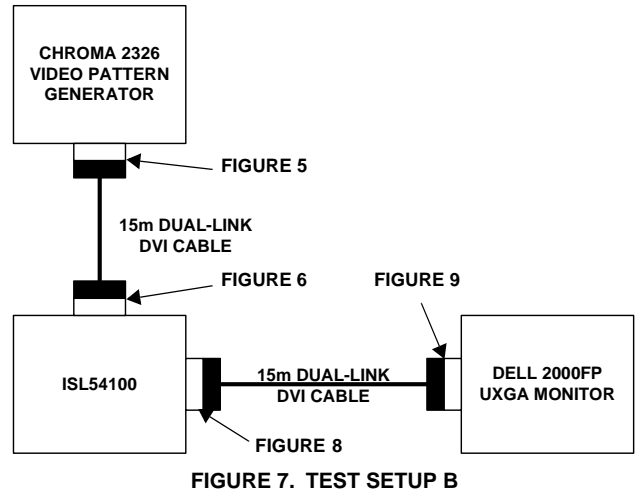 CHROMA 2326
VIDEO PATTERN
GENERATOR
FIGURE 5
15m DUAL-LINK
DVI CABLE
FIGURE 6
FIGURE 9
ISL54100
15m DUAL-LINK
DVI CABLE
DELL 2000FP
UXGA MONITOR
FIGURE 8
FIGURE 7. TEST SETUP B